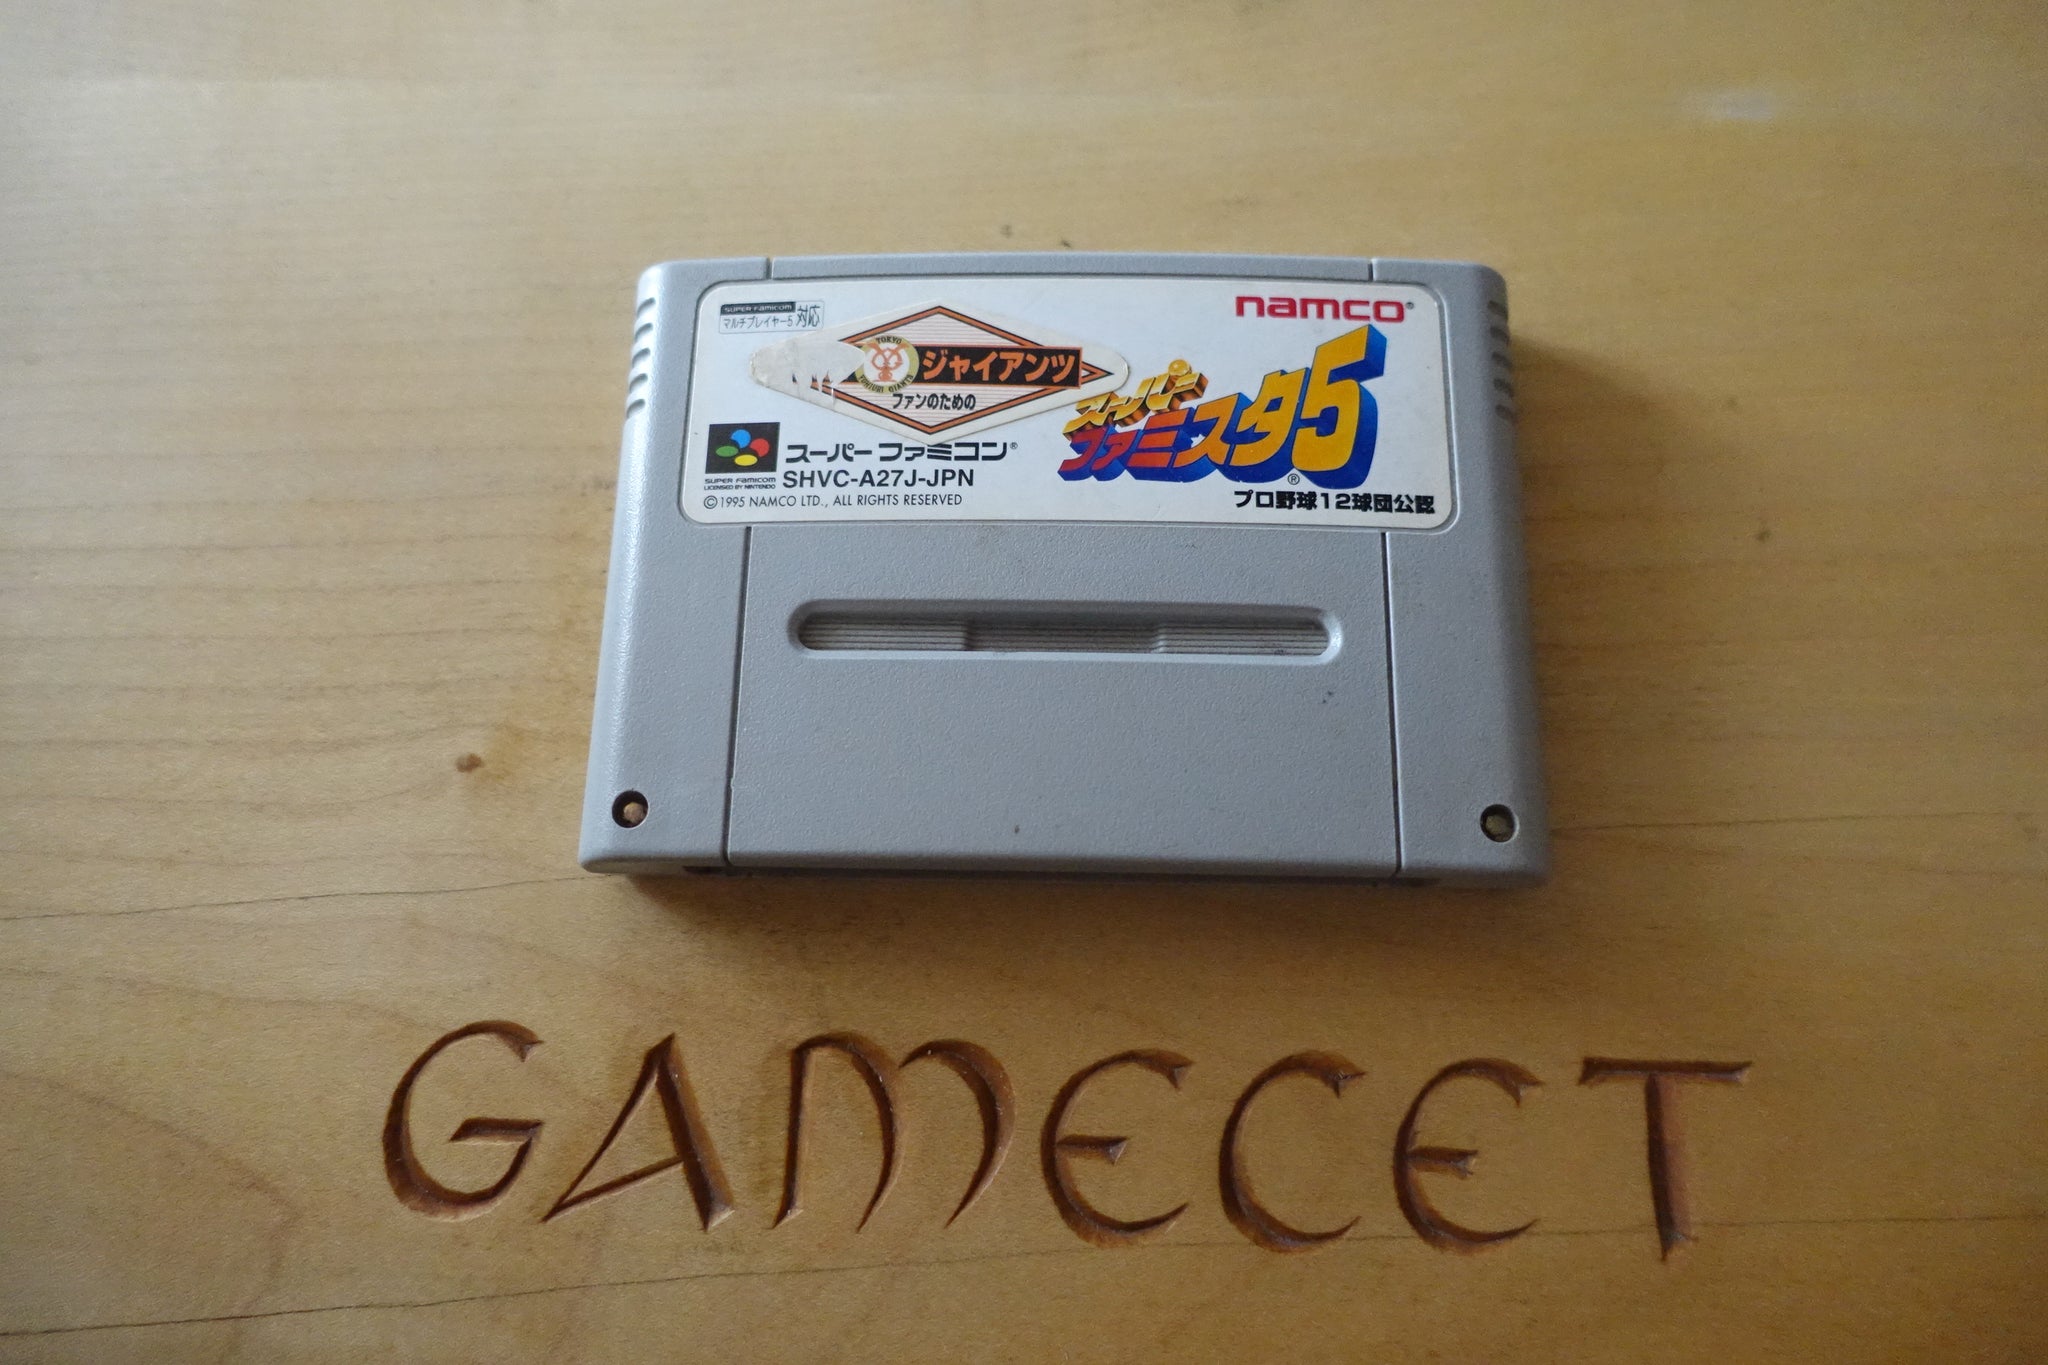 SUPER FAMICOM
マルチプレイヤー5 対応
namco®
TOKYO
YOMIURI GIANTS
ジャイアンツ
ファンのための
スーパー
ファミスタ5
®
スーパーファミコン®
SUPER FAMICOM
LICENSED BY NINTENDO
SHVC-A27J-JPN
©1995 NAMCO LTD., ALL RIGHTS RESERVED
プロ野球12球団公認
GAMECET